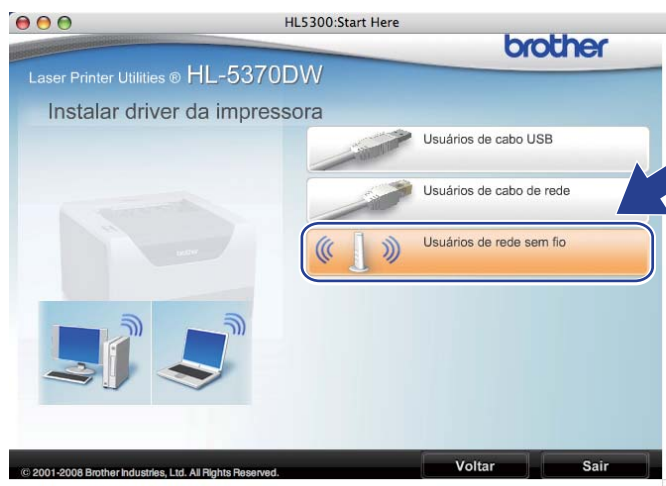 HL5300:Start Here
brother
Laser Printer Utilities ® HL-5370DW
Instalar driver da impressora
Usuários de cabo USB
Usuários de cabo de rede
Usuários de rede sem fio
© 2001-2008 Brother Industries, Ltd. All Rights Reserved.
Voltar
Sair